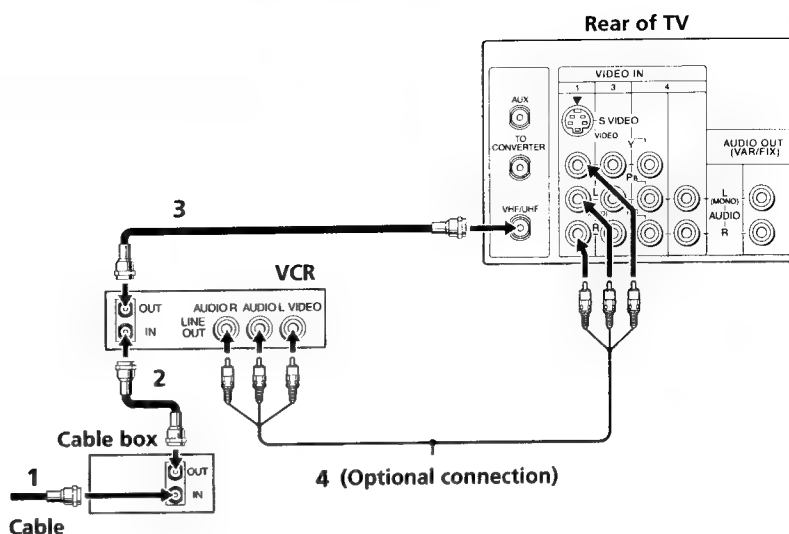 Rear of TV
VIDEO IN
1 3 4
AUX
S VIDEO
VIDEO
TO
CONVERTER
Y
AUDIO OUT
(VAR/FIX)
PB
VHF/UHF
L
L
(MONO)
AUDIO
R
R
3
VCR
OUT
IN
AUDIO R AUDIO L VIDEO
LINE
OUT
2
Cable box
OUT
IN
1
Cable
4 (Optional connection)